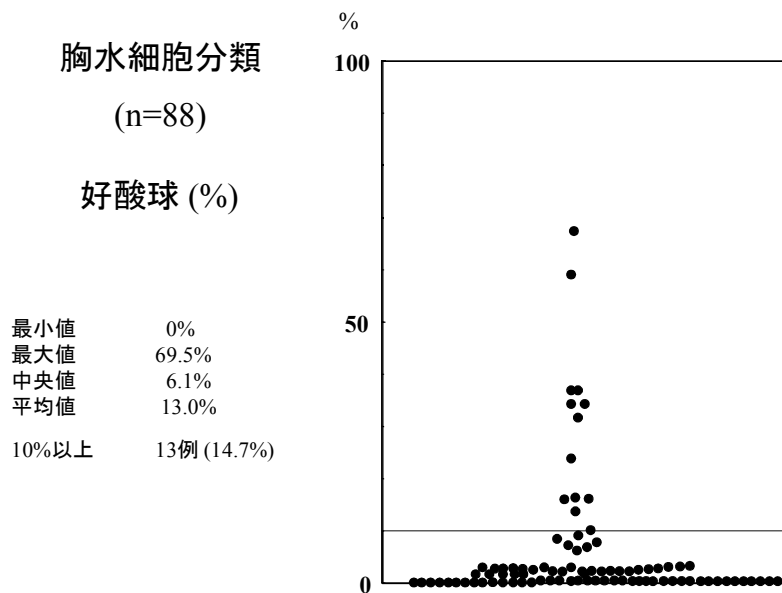 胸水細胞分類
(n=88)
好酸球 (%)
最小値 0%
最大値 69.5%
中央値 6.1%
平均値 13.0%
10%以上 13例 (14.7%)
%
100
50
0